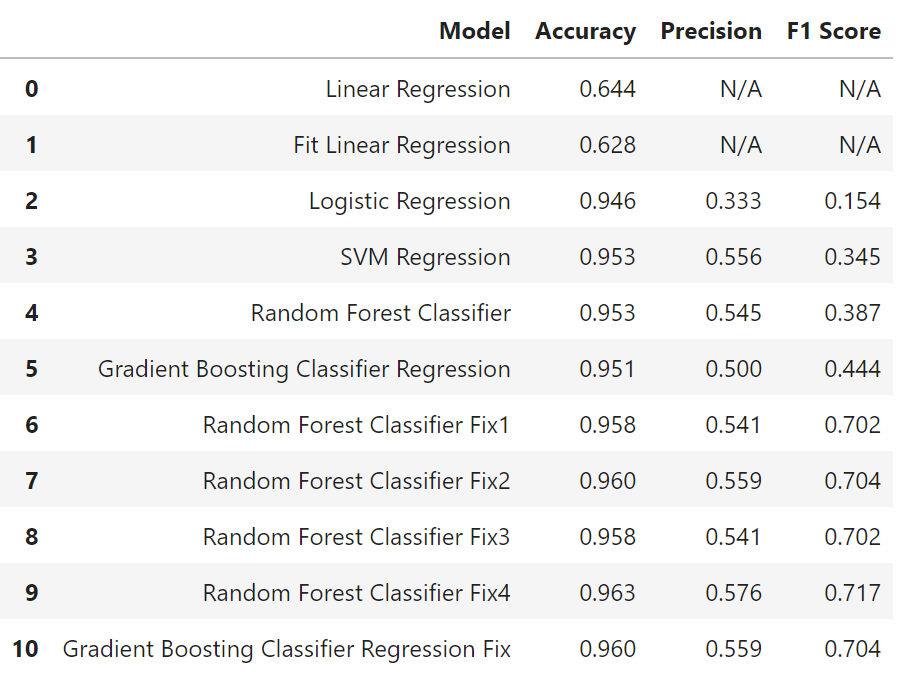 Model Accuracy Precision F1 Score
0 Linear Regression 0.644 N/A N/A
1 Fit Linear Regression 0.628 N/A N/A
2 Logistic Regression 0.946 0.333 0.154
3 SVM Regression 0.953 0.556 0.345
4 Random Forest Classifier 0.953 0.545 0.387
5 Gradient Boosting Classifier Regression 0.951 0.500 0.444
6 Random Forest Classifier Fix1 0.958 0.541 0.702
7 Random Forest Classifier Fix2 0.960 0.559 0.704
8 Random Forest Classifier Fix3 0.958 0.541 0.702
9 Random Forest Classifier Fix4 0.963 0.576 0.717
10 Gradient Boosting Classifier Regression Fix 0.960 0.559 0.704